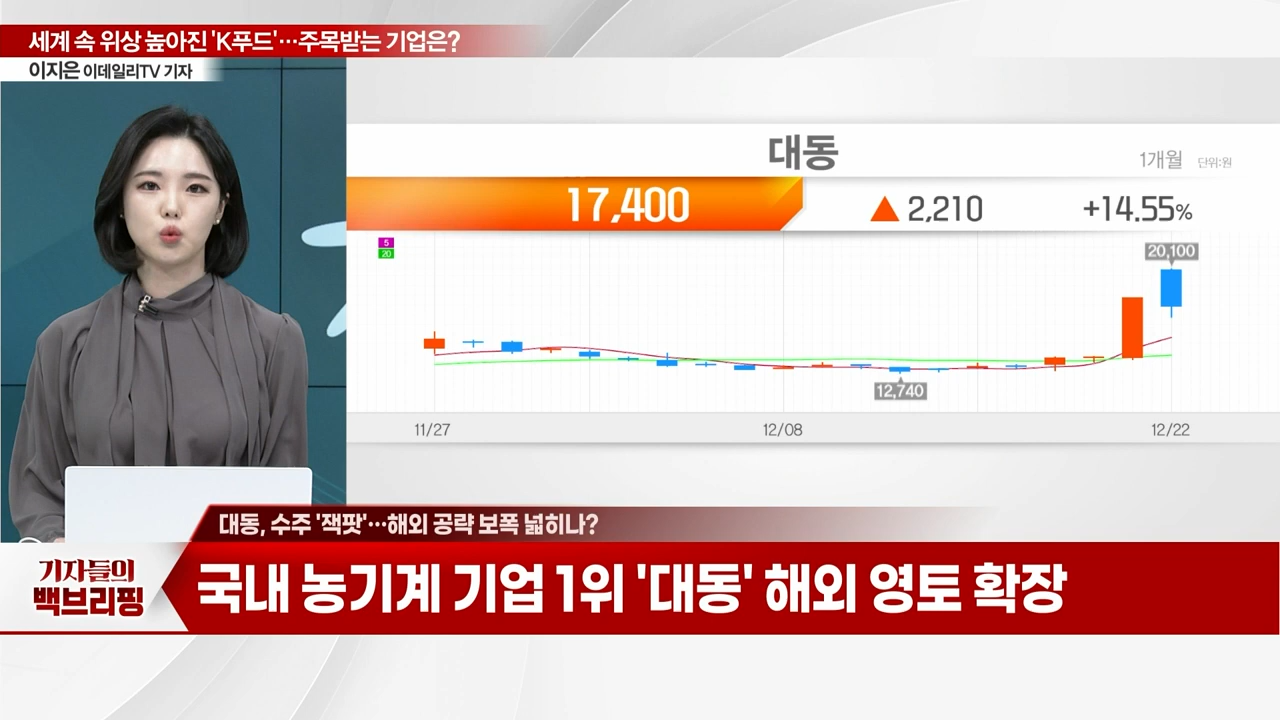 세계 속 위상 높아진 'K푸드'…주목받는 기업은?
이지은 이데일리TV 기자
대동
1개월 단위:원
17,400 ▲ 2,210 +14.55%
5
20
20,100
12,740
11/27 12/08 12/22
대동, 수주 '잭팟'…해외 공략 보폭 넓히나?
기자들의
백브리핑
국내 농기계 기업 1위 '대동' 해외 영토 확장